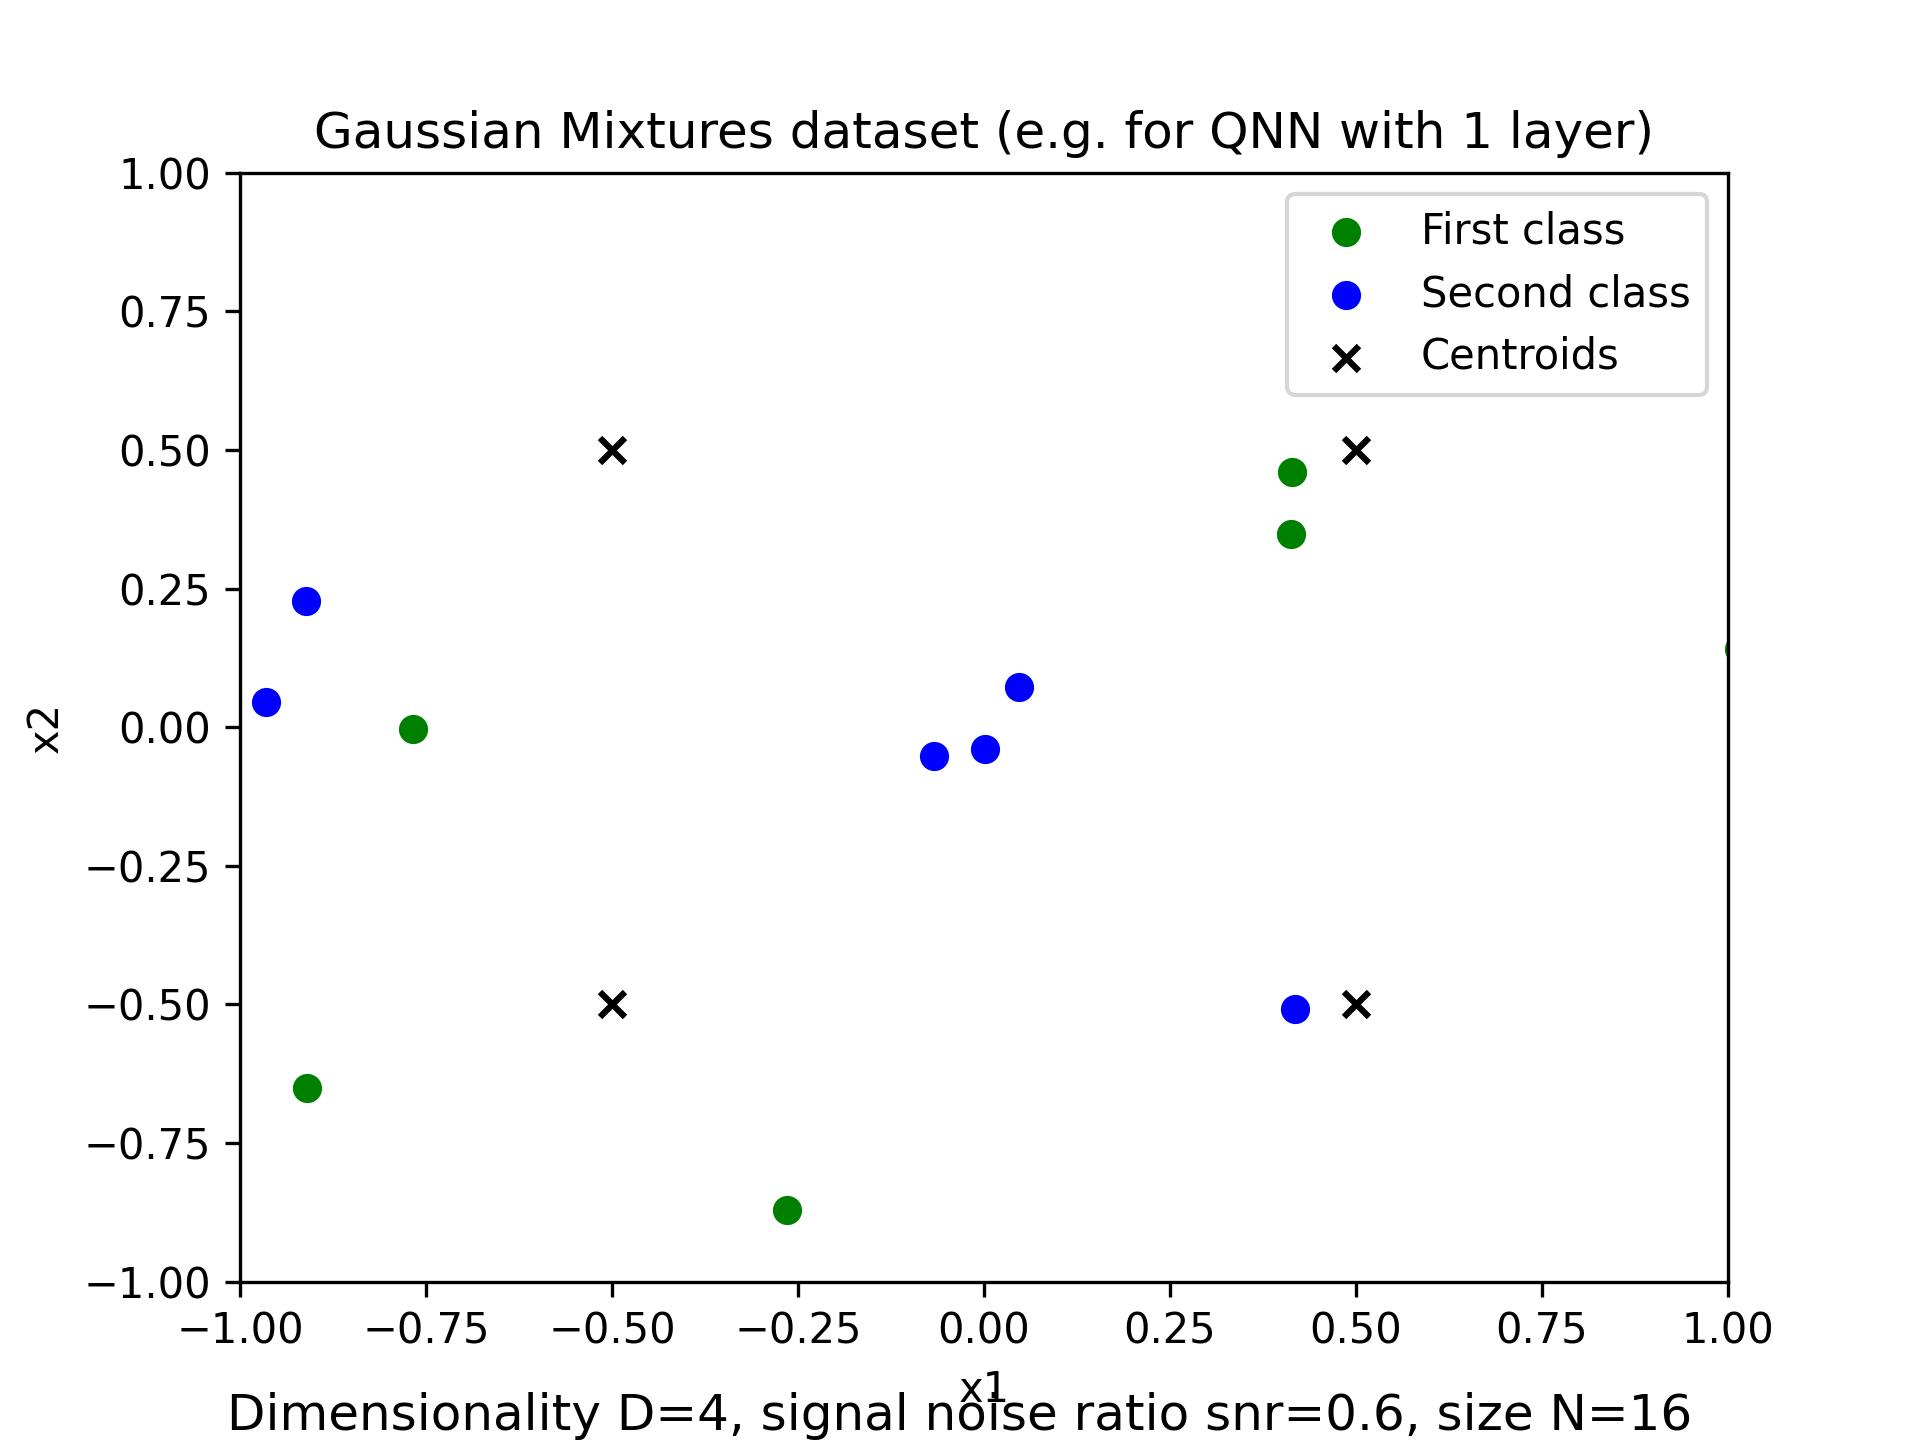 Gaussian Mixtures dataset (e.g. for QNN with 1 layer)
First class
Second class
Centroids
1.00
0.75
0.50
0.25
0.00
−0.25
−0.50
−0.75
−1.00
x2
−1.00 −0.75 −0.50 −0.25 0.00 0.25 0.50 0.75 1.00
x1
Dimensionality D=4, signal noise ratio snr=0.6, size N=16